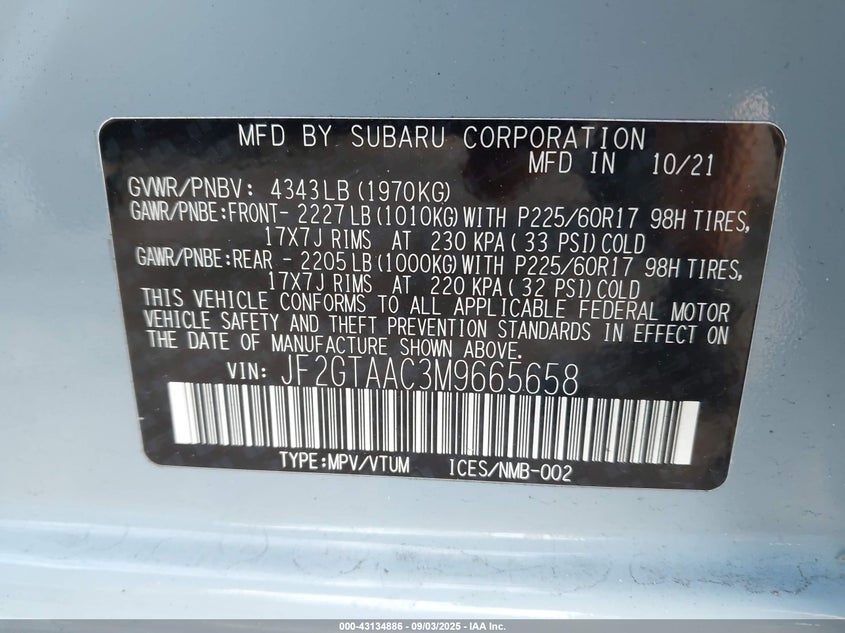 MFD BY SUBARU CORPORATION
MFD IN 10/21
GVWR/PNBV: 4343LB (1970KG)
GAWR/PNBE:FRONT- 2227LB (1010KG) WITH P225/60R17 98H TIRES,
17X7J RIMS AT 230 KPA ( 33 PSI) COLD
GAWR/PNBE:REAR - 2205LB (1000KG) WITH P225/60R17 98H TIRES,
17X7J RIMS AT 220 KPA ( 32 PSI) COLD
THIS VEHICLE CONFORMS TO ALL APPLICABLE FEDERAL MOTOR
VEHICLE SAFETY AND THEFT PREVENTION STANDARDS IN EFFECT ON
THE DATE OF MANUFACTURE SHOWN ABOVE.
VIN: JF2GTAAC3M9665658
TYPE:MPV/VTUM ICES/NMB-002
000-43134886 - 09/03/2025 - IAA Inc.